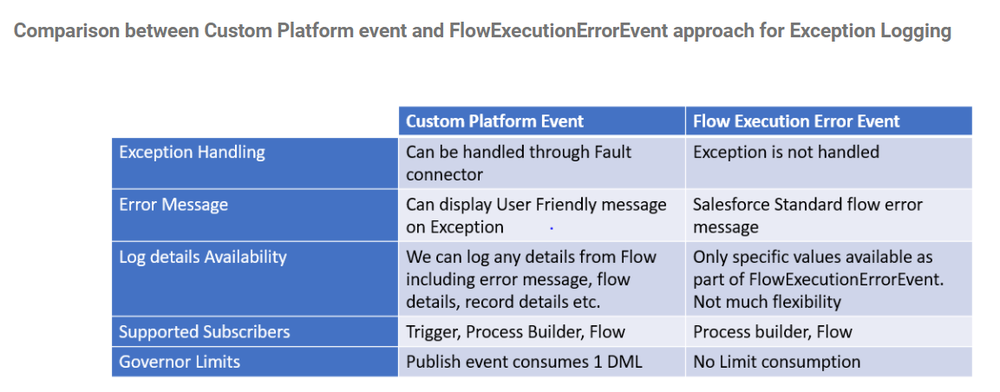 Comparison between Custom Platform event and FlowExecutionErrorEvent approach for Exception Logging
Custom Platform Event
Flow Execution Error Event
Exception Handling
Can be handled through Fault
connector
Exception is not handled
Error Message
Can display User Friendly message
on Exception
Salesforce Standard flow error
message
Log details Availability
We can log any details from Flow
including error message, flow
details, record details etc.
Only specific values available as
part of FlowExecutionErrorEvent.
Not much flexibility
Supported Subscribers
Trigger, Process Builder, Flow
Process builder, Flow
Governor Limits
Publish event consumes 1 DML
No Limit consumption